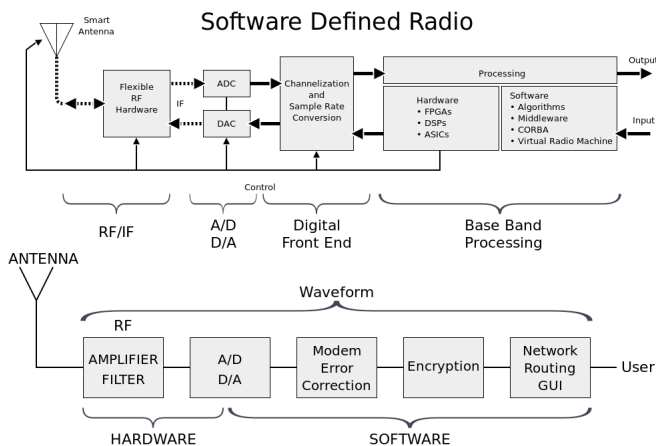 Software Defined Radio
Smart
Antenna
Flexible
RF
Hardware
IF
ADC
DAC
Channelization
and
Sample Rate
Conversion
Processing
Hardware
• FPGAs
• DSPs
• ASICs
Software
• Algorithms
• Middleware
• CORBA
• Virtual Radio Machine
Output
Input
Control
RF/IF
A/D
D/A
Digital
Front End
Base Band
Processing
ANTENNA
Waveform
RF
AMPLIFIER
FILTER
A/D
D/A
Modem
Error
Correction
Encryption
Network
Routing
GUI
User
HARDWARE
SOFTWARE